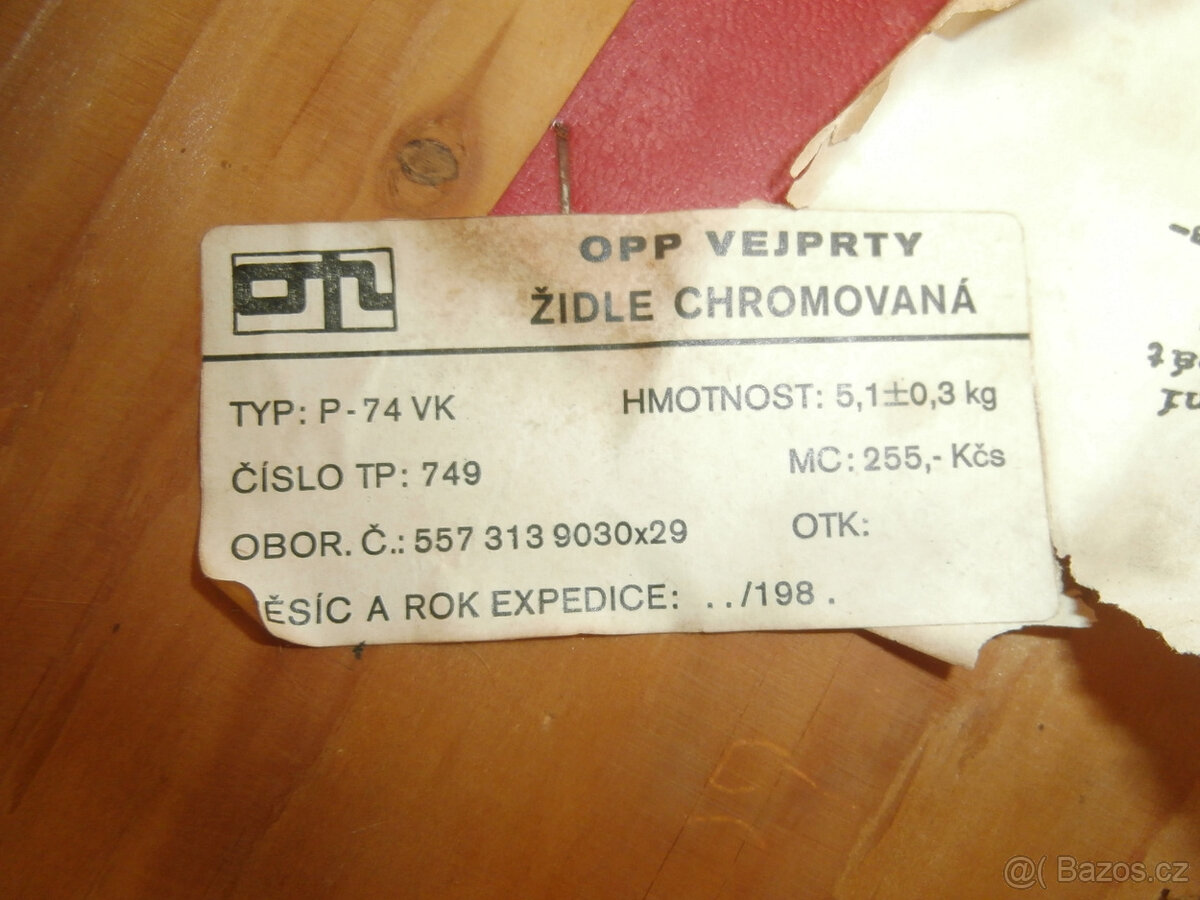 OPP VEJPRTY
ŽIDLE CHROMOVANÁ
TYP: P-74 VK
HMOTNOST: 5,1±0,3 kg
ČÍSLO TP: 749
MC: 255,- Kčs
OBOR. Č.: 557 313 9030x29
OTK:
ĚSÍC A ROK EXPEDICE: ../198.
@( Bazos.cz